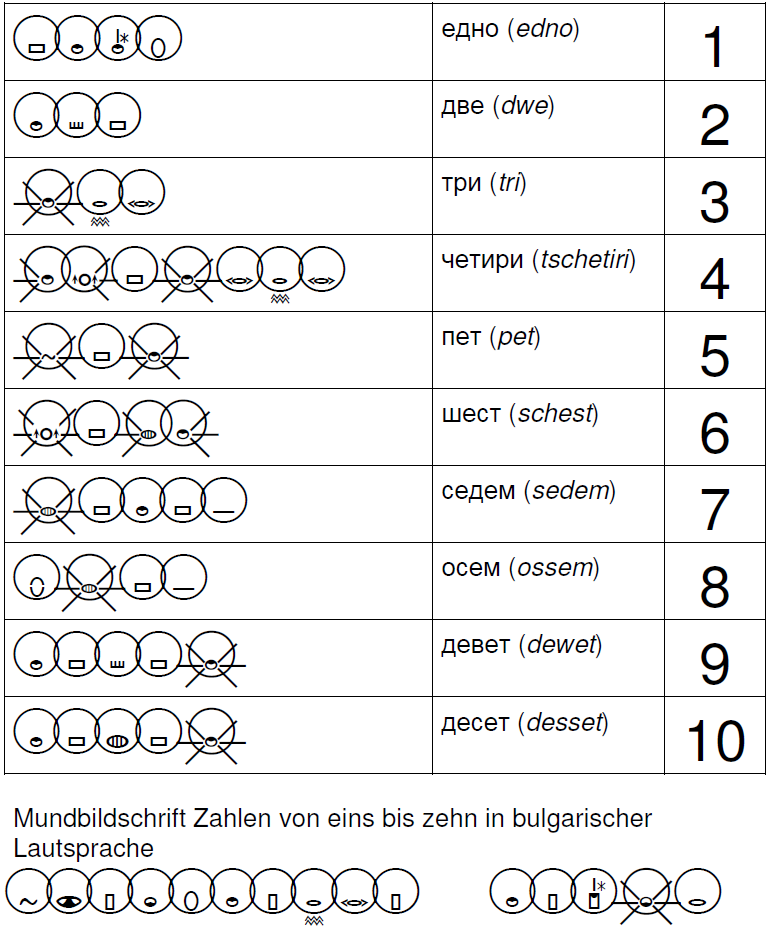 едно (edno) 1
две (dwe) 2
три (tri) 3
четири (tschetiri) 4
пет (pet) 5
шест (schest) 6
седем (sedem) 7
осем (ossem) 8
девет (dewet) 9
десет (desset) 10
Mundbildschrift Zahlen von eins bis zehn in bulgarischer
Lautsprache